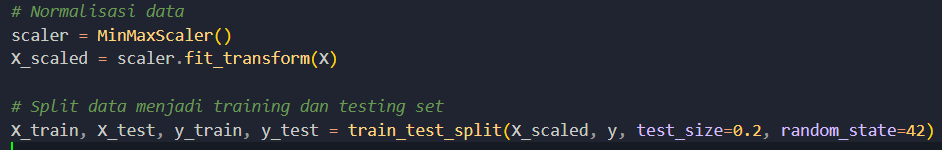 # Normalisasi data
scaler = MinMaxScaler()
X_scaled = scaler.fit_transform(X)
# Split data menjadi training dan testing set
X_train, X_test, y_train, y_test = train_test_split(X_scaled, y, test_size=0.2, random_state=42)